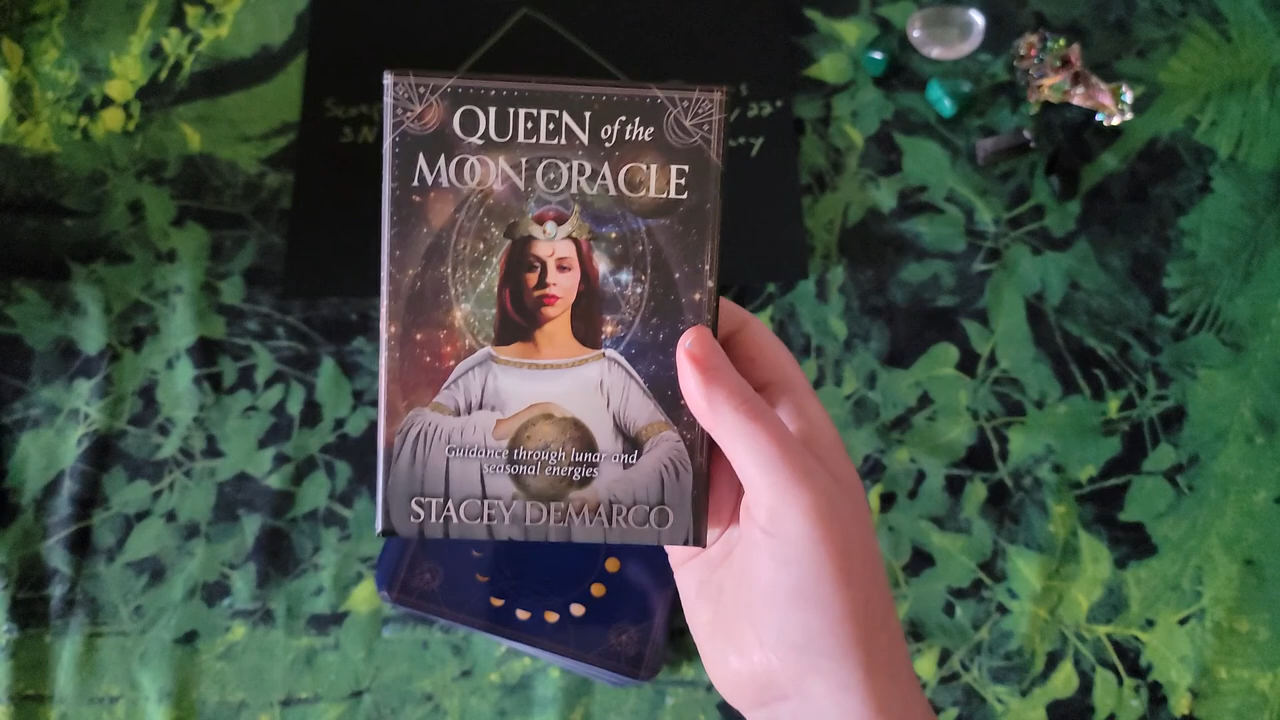 QUEEN of the
MOON ORACLE
Guidance through lunar and
seasonal energies
STACEY DEMARCO